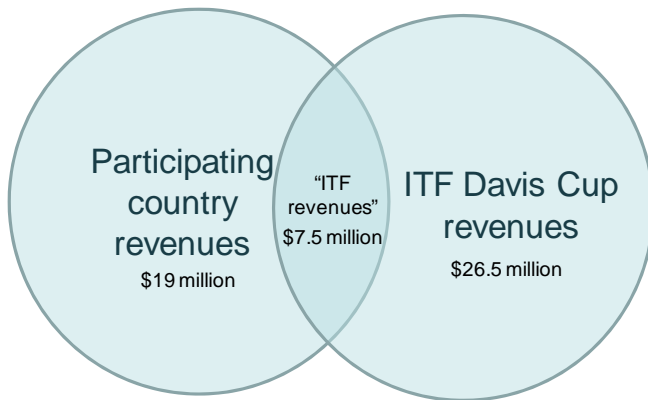 Participating
country
revenues
$19 million
“ITF
revenues”
$7.5 million
ITF Davis Cup
revenues
$26.5 million